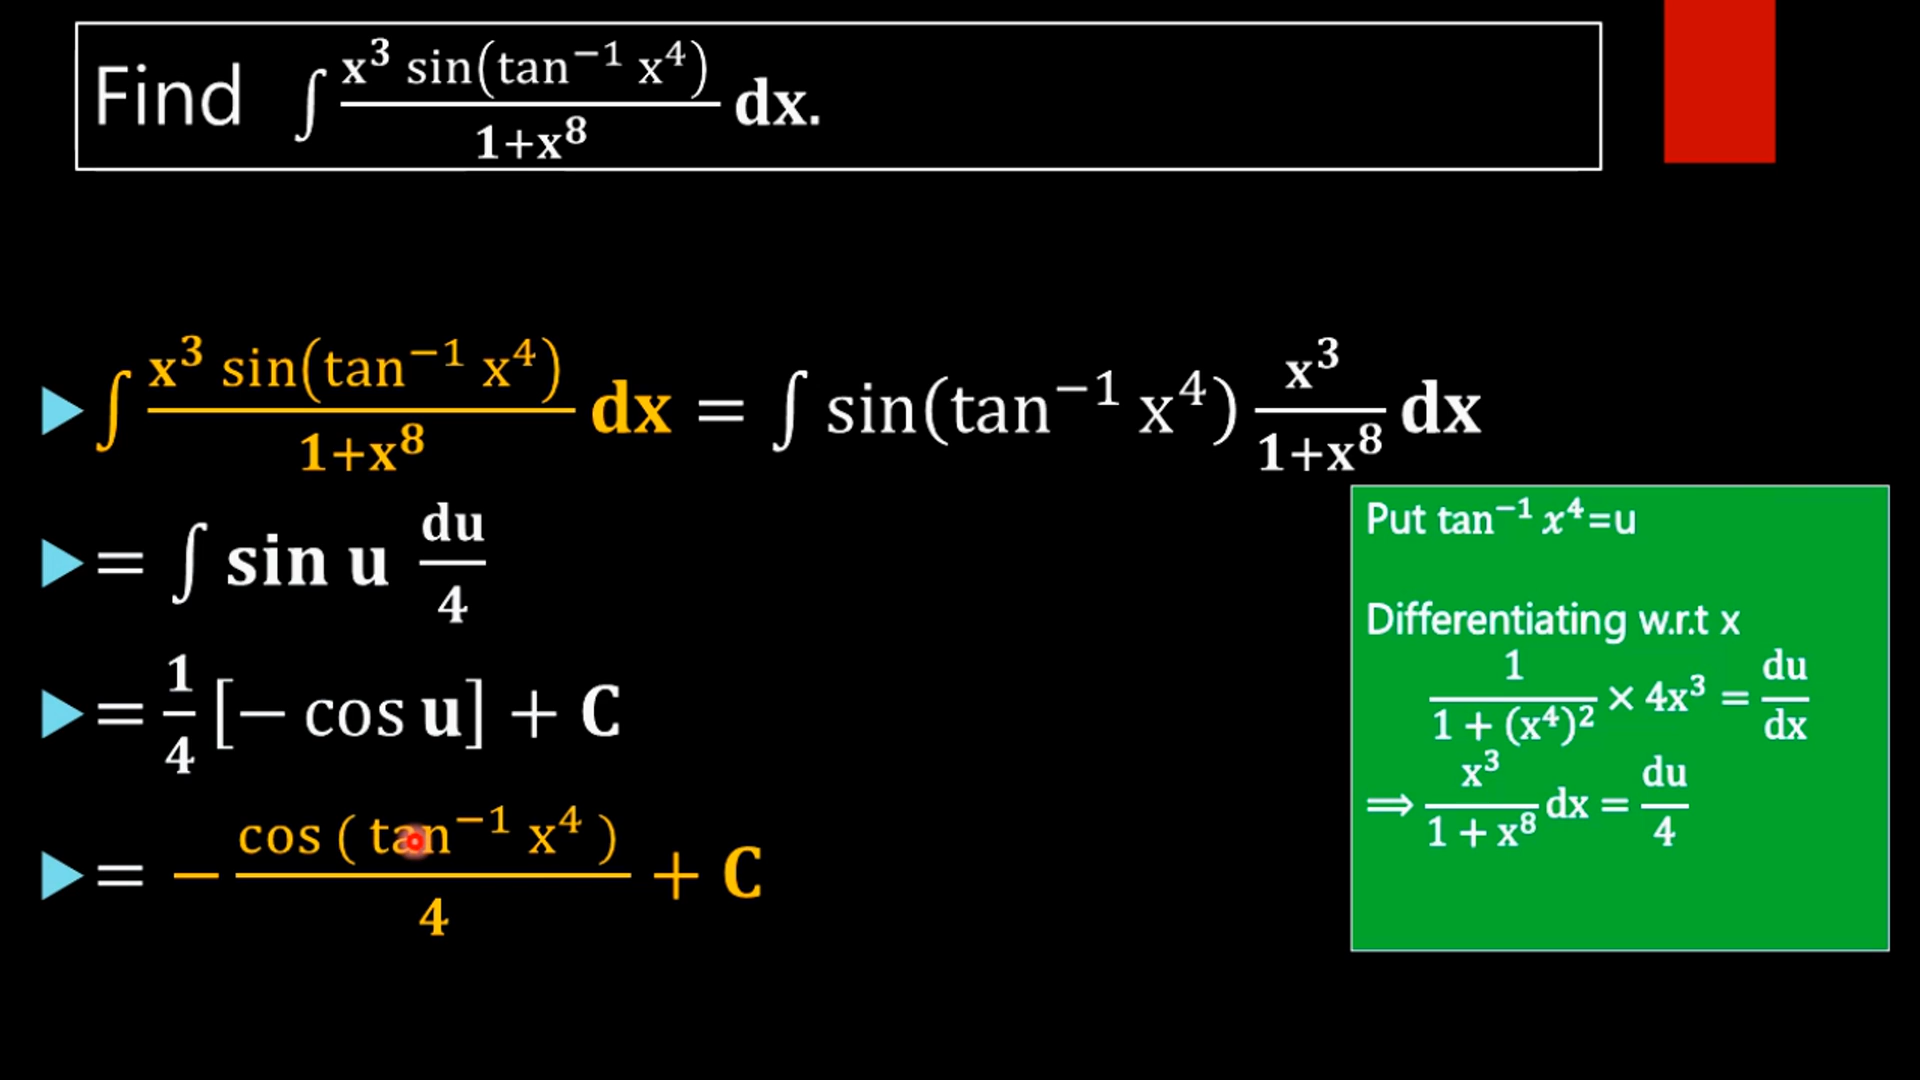 Find ∫ x³ sin(tan⁻¹ x⁴) / 1+x⁸ dx.
∫ x³ sin(tan⁻¹ x⁴) / 1+x⁸ dx = ∫ sin(tan⁻¹ x⁴) x³ / 1+x⁸ dx
= ∫ sin u du / 4
= 1/4 [− cos u] + C
= − cos ( tan⁻¹ x⁴ ) / 4 + C
Put tan⁻¹ x⁴=u
Differentiating w.r.t x
1 / 1 + (x⁴)² × 4x³ = du / dx
⟹ x³ / 1 + x⁸ dx = du / 4